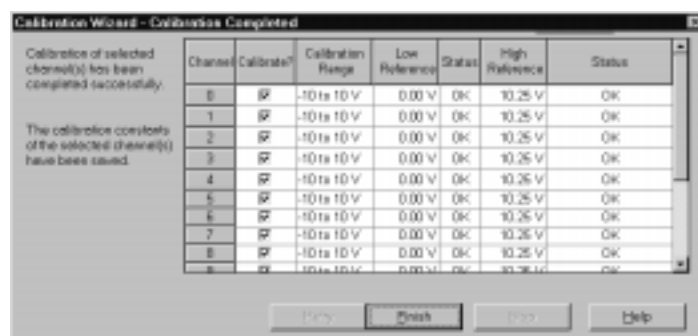 Calibration Wizard - Calibration Completed
Calibration of selected
channel(s) has been
completed successfully.
The calibration constants
of the selected channel(s)
have been saved.
Channel Calibrate? Calibration Range Low Reference Status High Reference Status
0 -10 to 10 V 0.00 V OK 10.25 V OK
1 -10 to 10 V 0.00 V OK 10.25 V OK
2 -10 to 10 V 0.00 V OK 10.25 V OK
3 -10 to 10 V 0.00 V OK 10.25 V OK
4 -10 to 10 V 0.00 V OK 10.25 V OK
5 -10 to 10 V 0.00 V OK 10.25 V OK
6 -10 to 10 V 0.00 V OK 10.25 V OK
7 -10 to 10 V 0.00 V OK 10.25 V OK
8 -10 to 10 V 0.00 V OK 10.25 V OK
Retry Finish Help